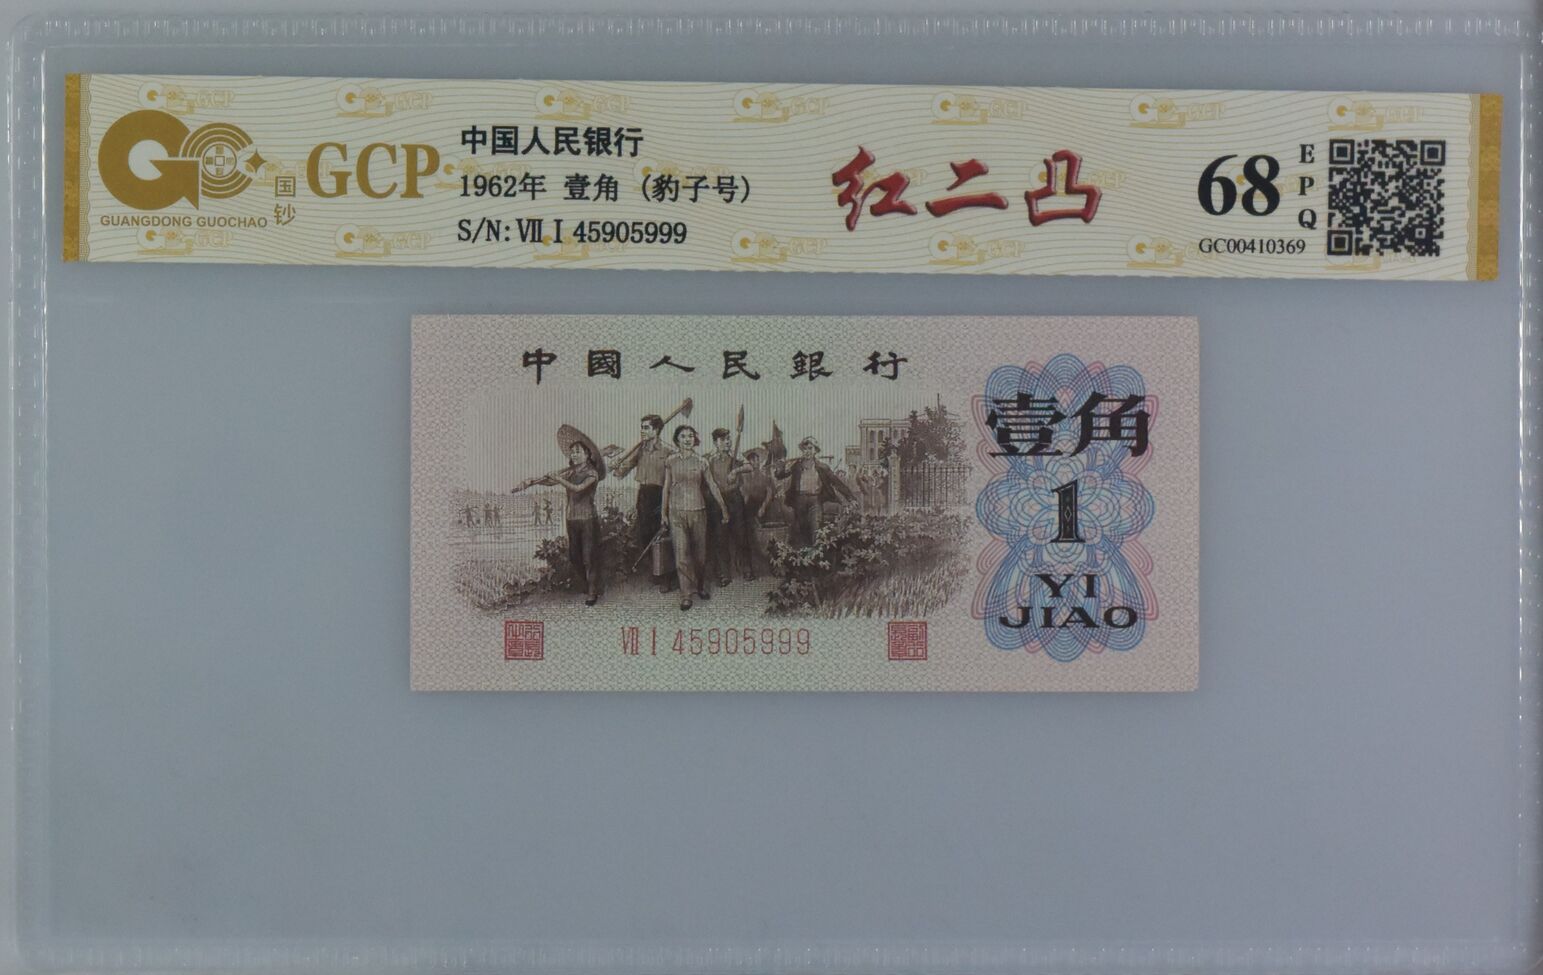 GUANGDONG GUOCHAO
国钞
GCP
中国人民银行
1962年 壹角 (豹子号)
S/N: Ⅶ Ⅰ 45905999
红二凸
68
EPQ
GC00410369
中國人民銀行
壹角
1
YI
JIAO
Ⅶ Ⅰ 45905999